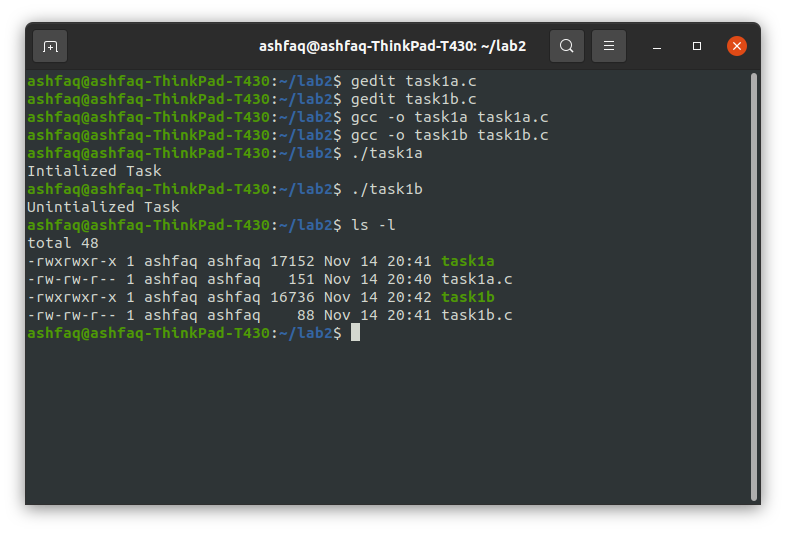 ashfaq@ashfaq-ThinkPad-T430: ~/lab2
ashfaq@ashfaq-ThinkPad-T430:~/lab2$ gedit task1a.c
ashfaq@ashfaq-ThinkPad-T430:~/lab2$ gedit task1b.c
ashfaq@ashfaq-ThinkPad-T430:~/lab2$ gcc -o task1a task1a.c
ashfaq@ashfaq-ThinkPad-T430:~/lab2$ gcc -o task1b task1b.c
ashfaq@ashfaq-ThinkPad-T430:~/lab2$ ./task1a
Intialized Task
ashfaq@ashfaq-ThinkPad-T430:~/lab2$ ./task1b
Unintialized Task
ashfaq@ashfaq-ThinkPad-T430:~/lab2$ ls -l
total 48
-rwxrwxr-x 1 ashfaq ashfaq 17152 Nov 14 20:41 task1a
-rw-rw-r-- 1 ashfaq ashfaq   151 Nov 14 20:40 task1a.c
-rwxrwxr-x 1 ashfaq ashfaq 16736 Nov 14 20:42 task1b
-rw-rw-r-- 1 ashfaq ashfaq    88 Nov 14 20:41 task1b.c
ashfaq@ashfaq-ThinkPad-T430:~/lab2$